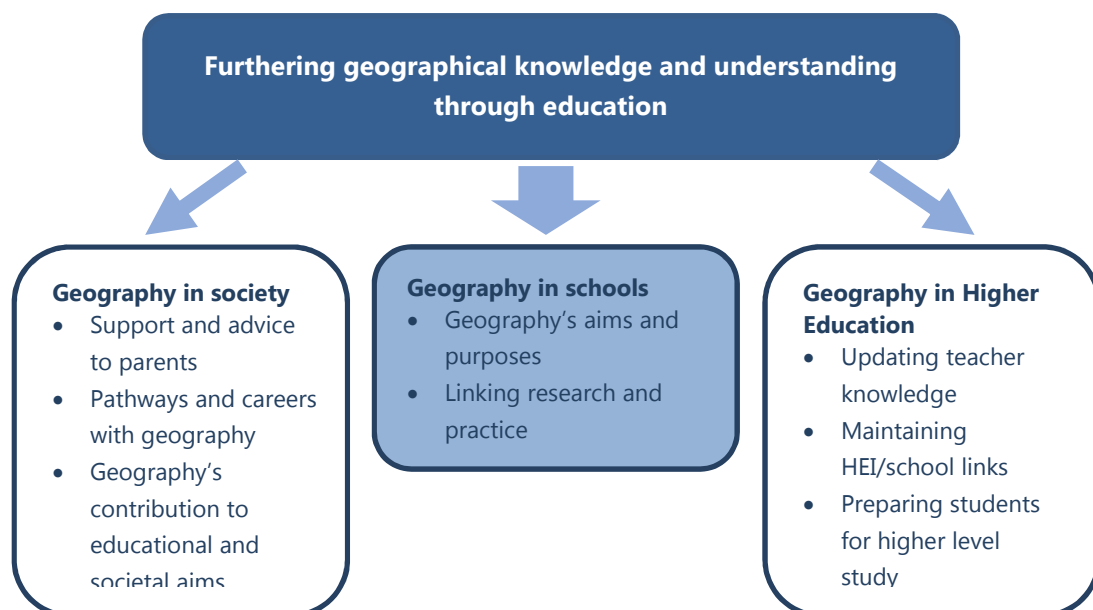 Furthering geographical knowledge and understanding
through education
Geography in society
• Support and advice
to parents
• Pathways and careers
with geography
• Geography’s
contribution to
educational and
societal aims
Geography in schools
• Geography’s aims and
purposes
• Linking research and
practice
Geography in Higher
Education
• Updating teacher
knowledge
• Maintaining
HEI/school links
• Preparing students
for higher level
study